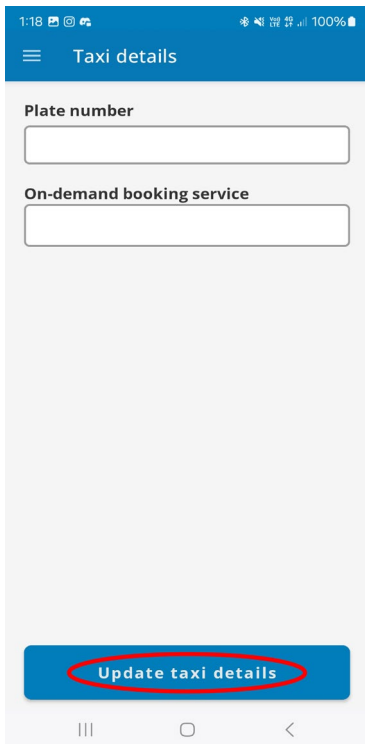 1:18 100%
Taxi details
Plate number
On-demand booking service
Update taxi details